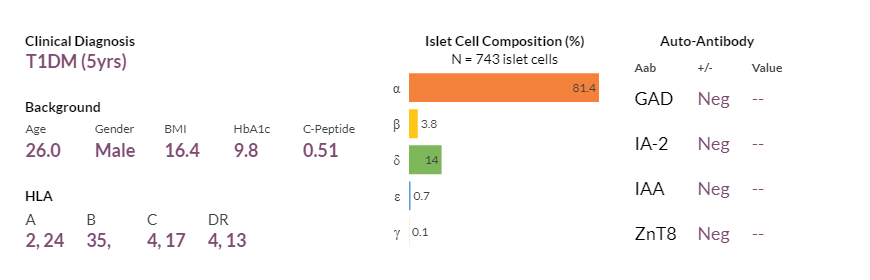 Clinical Diagnosis
T1DM (5yrs)
Background
Age Gender BMI HbA1c C-Peptide
26.0 Male 16.4 9.8 0.51
HLA
A B C DR
2, 24 35, 4, 17 4, 13
Islet Cell Composition (%)
N = 743 islet cells
α 81.4
β 3.8
δ 14
ε 0.7
γ 0.1
Auto-Antibody
Aab +/- Value
GAD Neg --
IA-2 Neg --
IAA Neg --
ZnT8 Neg --